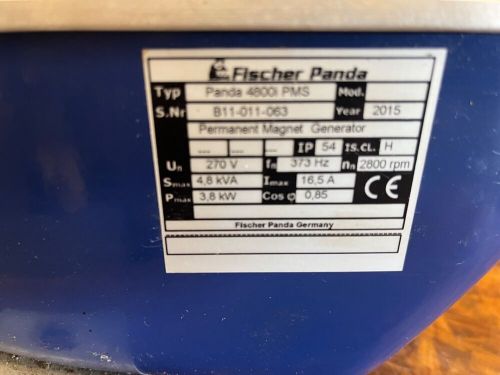 Fischer Panda
Typ Panda 4800i PMS Mod.
S.Nr B11-011-063 Year 2015
Permanent Magnet Generator
--- --- --- IP 54 IS.CL. H
Un 270 V fn 373 Hz nn 2800 rpm
Smax 4,8 kVA Imax 16,5 A
Pmax 3,8 kW Cos φ 0,85
CE
Fischer Panda Germany